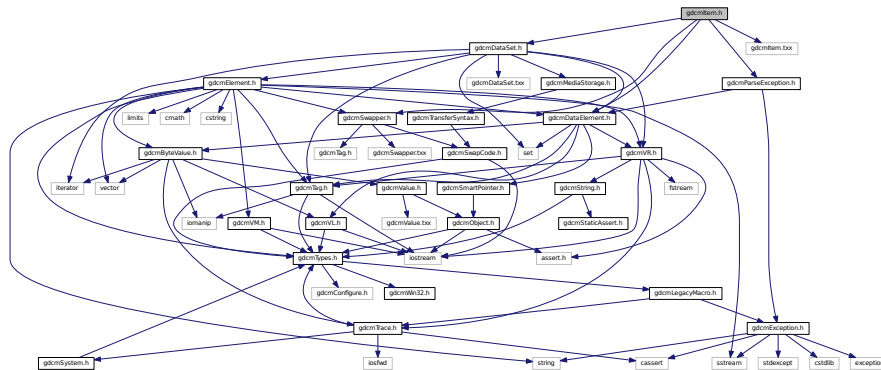 gdcmItem.h
gdcmDataSet.h
gdcmItem.txx
gdcmElement.h
gdcmDataSet.txx
gdcmMediaStorage.h
gdcmParseException.h
limits
cmath
cstring
gdcmSwapper.h
gdcmTransferSyntax.h
gdcmDataElement.h
gdcmByteValue.h
gdcmTag.h
gdcmSwapper.txx
gdcmSwapCode.h
set
gdcmVR.h
iterator
vector
gdcmTag.h
gdcmValue.h
gdcmSmartPointer.h
gdcmString.h
fstream
iomanip
gdcmVM.h
gdcmVL.h
gdcmValue.txx
gdcmObject.h
gdcmStaticAssert.h
gdcmTypes.h
iostream
assert.h
gdcmConfigure.h
gdcmWin32.h
gdcmLegacyMacro.h
gdcmTrace.h
gdcmException.h
gdcmSystem.h
iosfwd
string
cassert
sstream
stdexcept
cstdlib